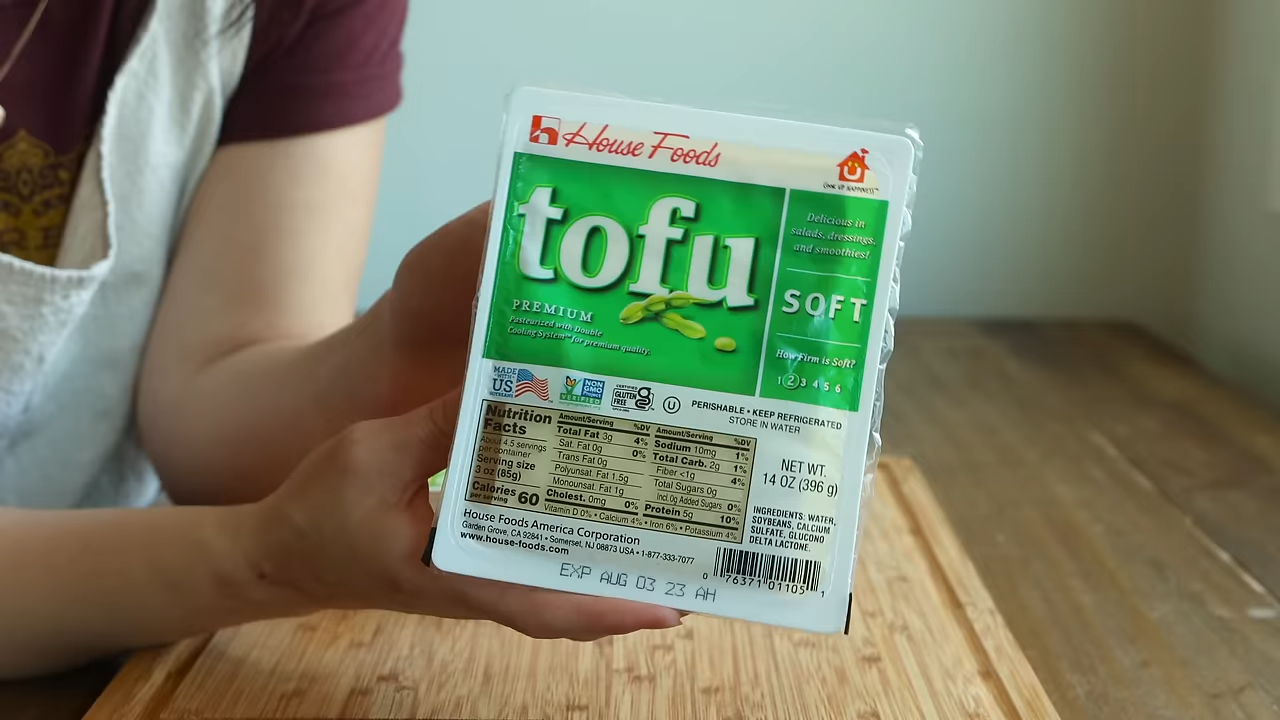 House Foods
COOK UP HAPPINESS™
tofu
PREMIUM
Pasteurized with Double
Cooling System™ for premium quality.
Delicious in
salads, dressings,
and smoothies!
SOFT
How Firm is Soft?
1 2 3 4 5 6
MADE
WITH
US
SOYBEANS
NON
GMO
Project
VERIFIED
CERTIFIED
GLUTEN
FREE
U
PERISHABLE • KEEP REFRIGERATED
STORE IN WATER
Nutrition
Facts
About 4.5 servings
per container
Serving size
3 oz (85g)
Calories 60
per serving
Amount/Serving %DV
Total Fat 3g 4%
Sat. Fat 0g 0%
Trans Fat 0g
Polyunsat. Fat 1.5g
Monounsat. Fat 1g
Cholest. 0mg 0%
Amount/Serving %DV
Sodium 10mg 1%
Total Carb. 2g 1%
Fiber <1g 4%
Total Sugars 0g
Incl. 0g Added Sugars 0%
Protein 5g 10%
Vitamin D 0% • Calcium 4% • Iron 6% • Potassium 4%
NET WT.
14 OZ (396 g)
INGREDIENTS: WATER,
SOYBEANS, CALCIUM
SULFATE, GLUCONO
DELTA LACTONE.
House Foods America Corporation
Garden Grove, CA 92841 • Somerset, NJ 08873 USA • 1-877-333-7077
www.house-foods.com
0 76371 01105 1
EXP AUG 03 23 AH